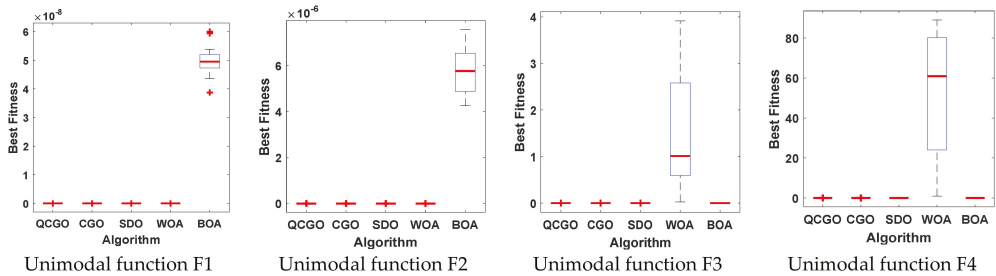 ×10⁻⁸
6
5
4
3
2
1
0
Best Fitness
QCGO CGO SDO WOA BOA
Algorithm
Unimodal function F1
×10⁻⁶
6
4
2
0
Best Fitness
QCGO CGO SDO WOA BOA
Algorithm
Unimodal function F2
4
3
2
1
0
Best Fitness
QCGO CGO SDO WOA BOA
Algorithm
Unimodal function F3
80
60
40
20
0
Best Fitness
QCGO CGO SDO WOA BOA
Algorithm
Unimodal function F4